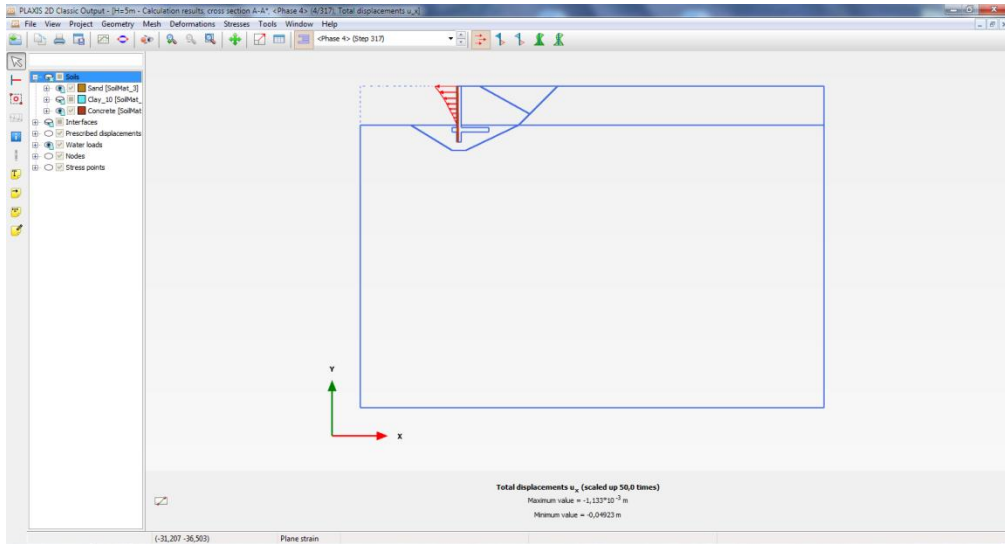 PLAXIS 2D Classic Output - [H=5m - Calculation results, cross section A-A*, <Phase 4> (4/317), Total displacements u_x]
File View Project Geometry Mesh Deformations Stresses Tools Window Help
<Phase 4> (Step 317)
Soils
Sand [SoilMat_3]
Clay_10 [SoilMat_
Concrete [SoilMat
Interfaces
Prescribed displacements
Water loads
Nodes
Stress points
Y
X
Total displacements ux (scaled up 50,0 times)
Maximum value = -1,133*10-3 m
Minimum value = -0,04923 m
(-31,207 -36,503) Plane strain